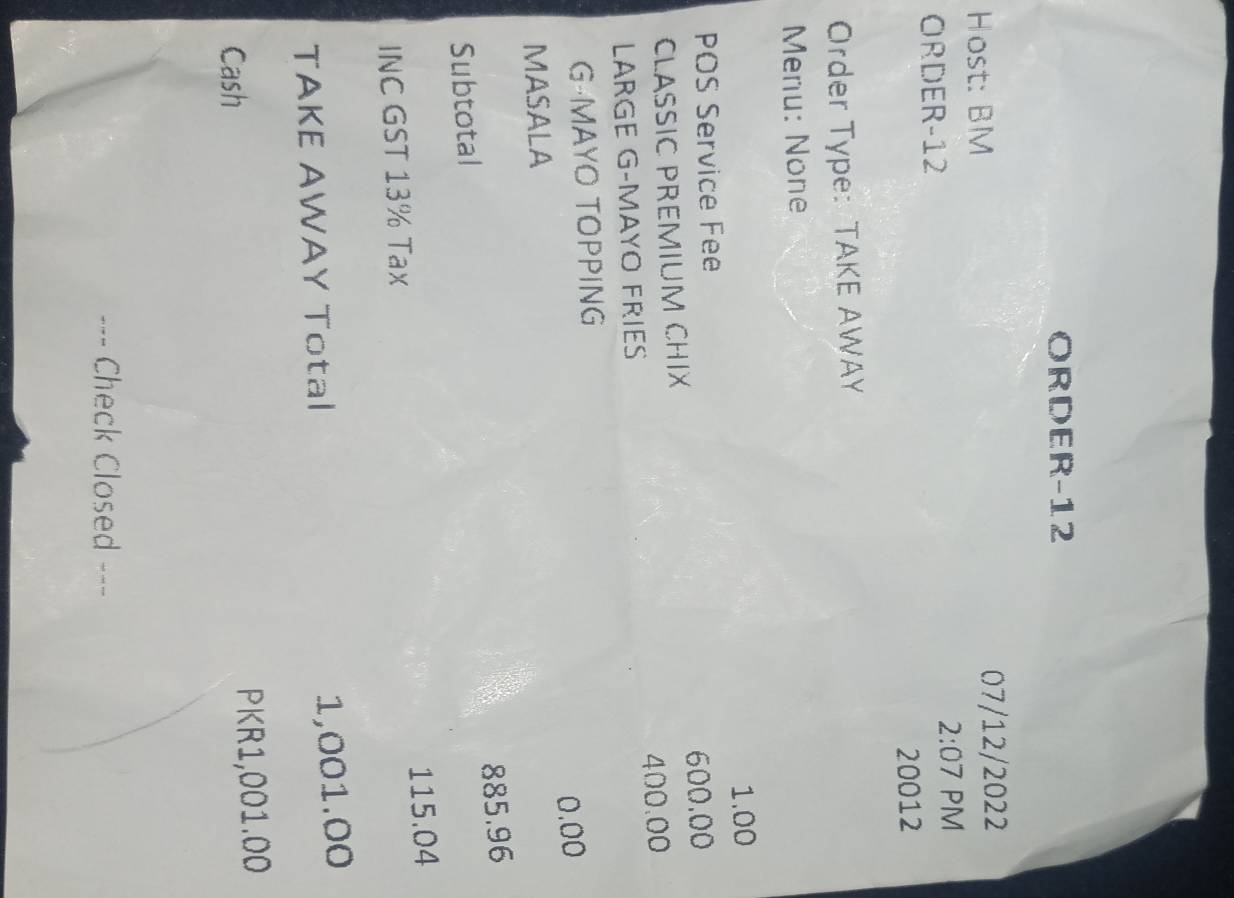 ORDER-12
Host: BM 07/12/2022
ORDER-12 2:07 PM
20012
Order Type: TAKE AWAY
Menu: None
POS Service Fee 1.00
CLASSIC PREMIUM CHIX 600.00
LARGE G-MAYO FRIES 400.00
G-MAYO TOPPING
MASALA 0.00
Subtotal 885.96
INC GST 13% Tax 115.04
TAKE AWAY Total 1,001.00
Cash PKR1,001.00
--- Check Closed ---